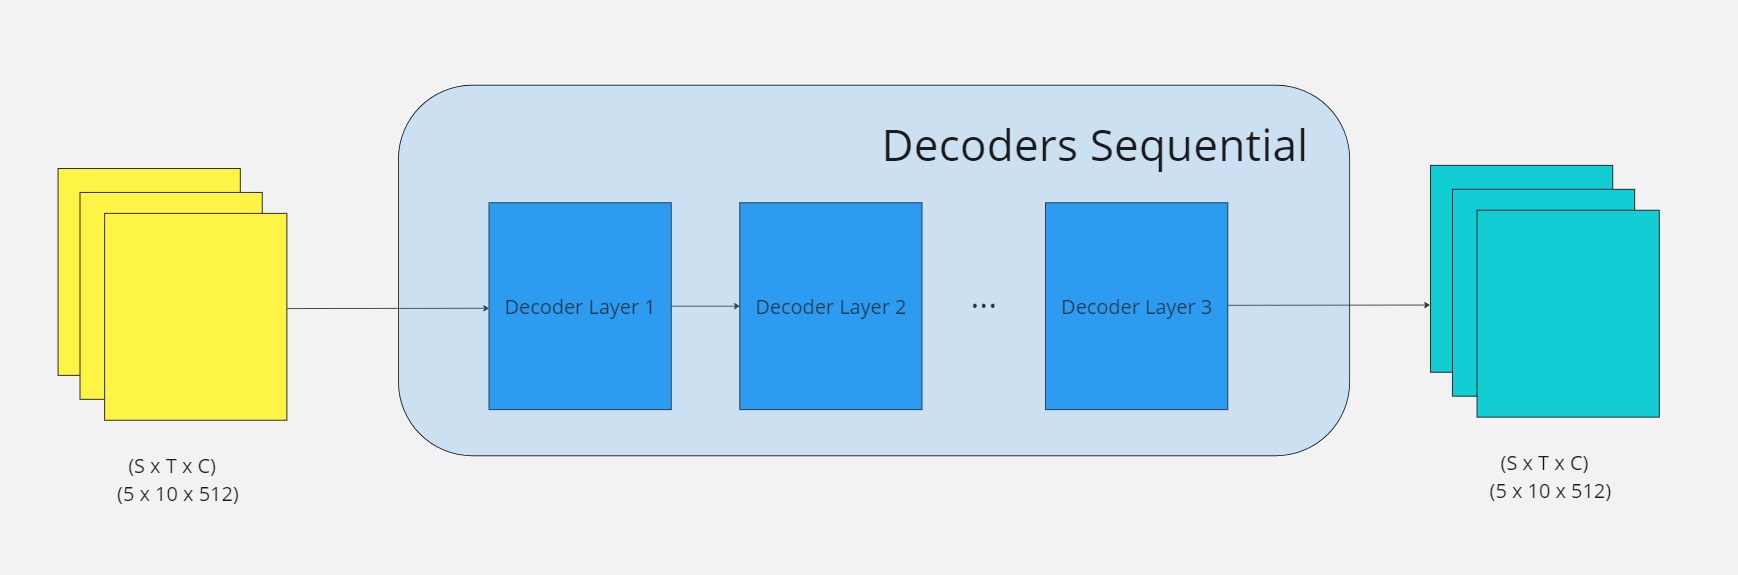 Decoders Sequential
Decoder Layer 1
Decoder Layer 2
...
Decoder Layer 3
(S x T x C)
(5 x 10 x 512)
(S x T x C)
(5 x 10 x 512)